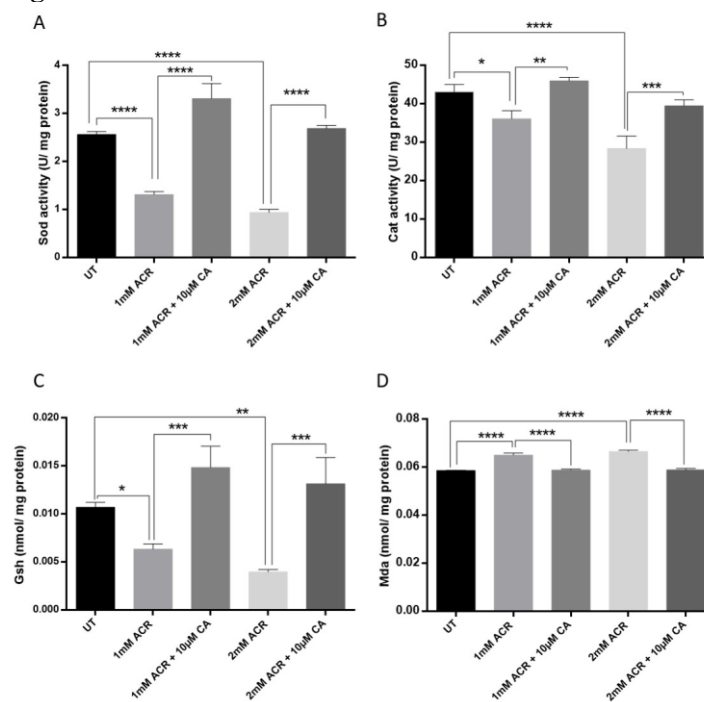 A
Sod activity (U/ mg protein)
4
3
2
1
0
****
****
****
****
UT
1mM ACR
1mM ACR + 10µM CA
2mM ACR
2mM ACR + 10µM CA
B
Cat activity (U/ mg protein)
50
40
30
20
10
0
****
*
**
***
UT
1mM ACR
1mM ACR + 10µM CA
2mM ACR
2mM ACR + 10µM CA
C
Gsh (nmol/ mg protein)
0.020
0.015
0.010
0.005
0.000
**
***
***
*
UT
1mM ACR
1mM ACR + 10µM CA
2mM ACR
2mM ACR + 10µM CA
D
Mda (nmol/ mg protein)
0.08
0.06
0.04
0.02
0.00
****
****
****
****
UT
1mM ACR
1mM ACR + 10µM CA
2mM ACR
2mM ACR + 10µM CA